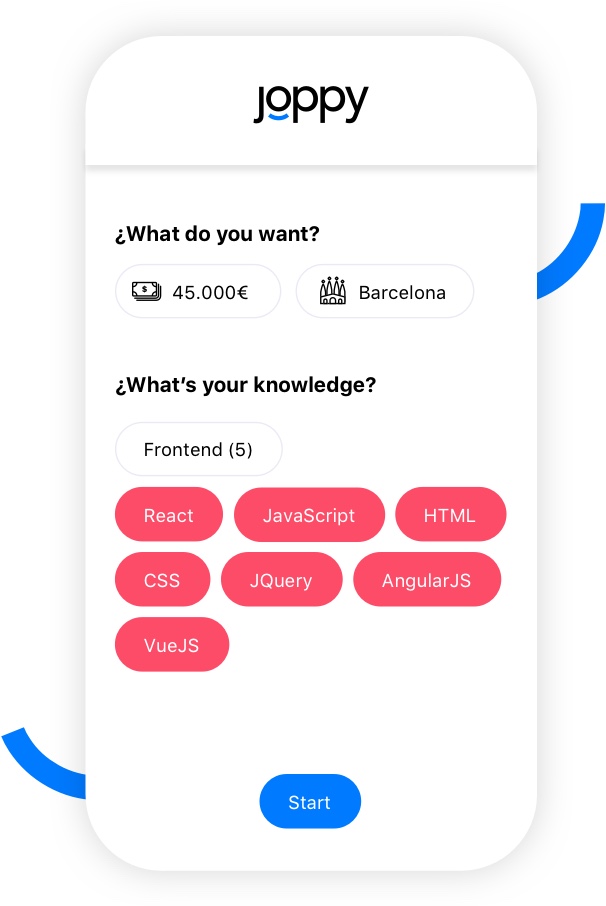 joppy
¿What do you want?
$ 45.000€ Barcelona
¿What’s your knowledge?
Frontend (5)
React JavaScript HTML
CSS JQuery AngularJS
VueJS
Start